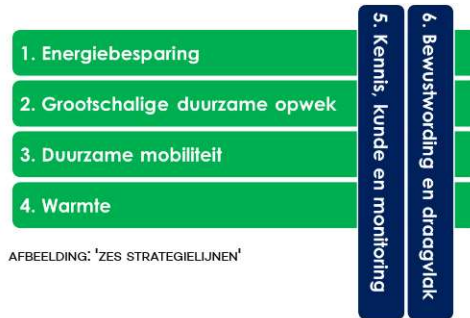 1. Energiebesparing
2. Grootschalige duurzame opwek
3. Duurzame mobiliteit
4. Warmte
5. Kennis, kunde en monitoring
6. Bewustwording en draagvlak
AFBEELDING: 'ZES STRATEGIELIJNEN'